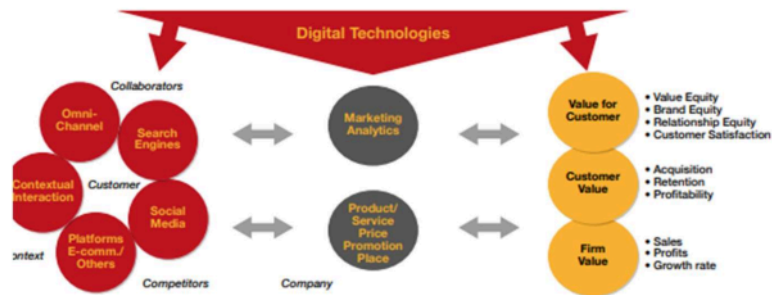 Digital Technologies
Collaborators
Omni-
Channel
Search
Engines
Contextual
Interaction
Customer
Social
Media
Platforms
E-comm./
Others
ontext
Competitors
Marketing
Analytics
Product/
Service
Price
Promotion
Place
Company
Value for
Customer
• Value Equity
• Brand Equity
• Relationship Equity
• Customer Satisfaction
Customer
Value
• Acquisition
• Retention
• Profitability
Firm
Value
• Sales
• Profits
• Growth rate